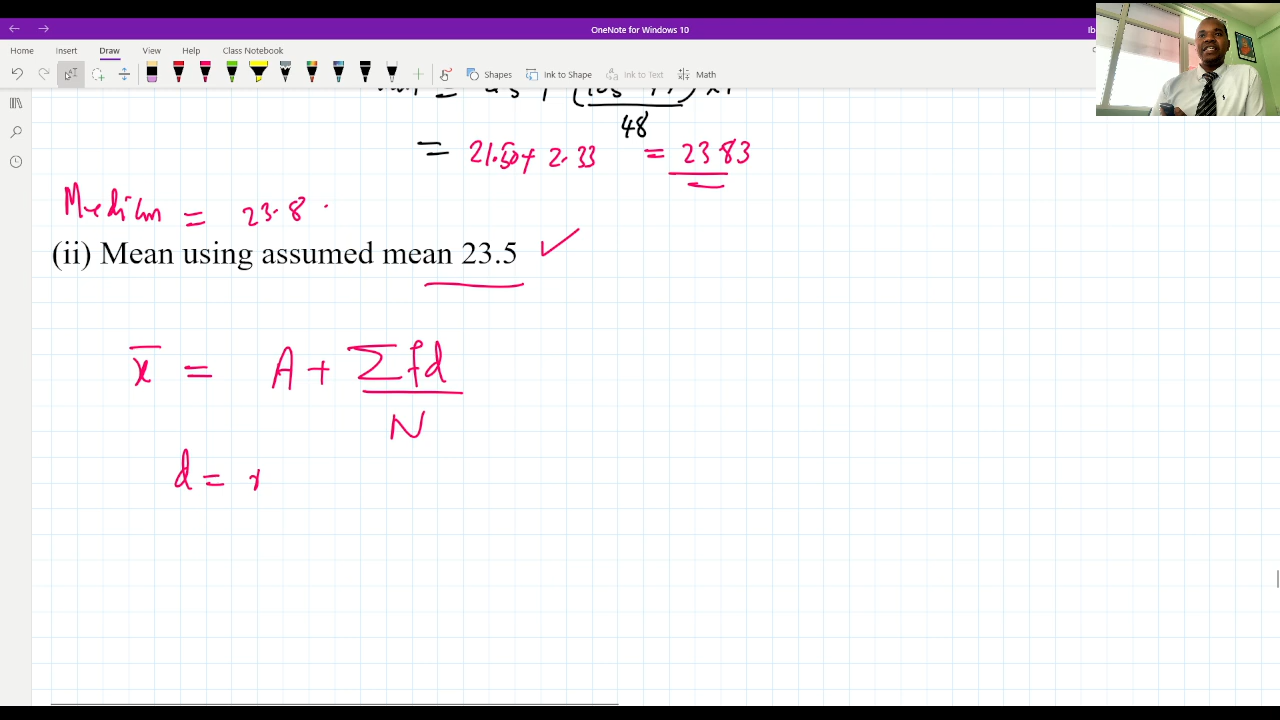 OneNote for Windows 10
Home Insert Draw View Help Class Notebook
Shapes Ink to Shape Ink to Text Math
48
= 21.50+ 2.33 = 23.83
Median = 23.8
(ii) Mean using assumed mean 23.5 ✓
x̄ = A + Σfd
N
d = x